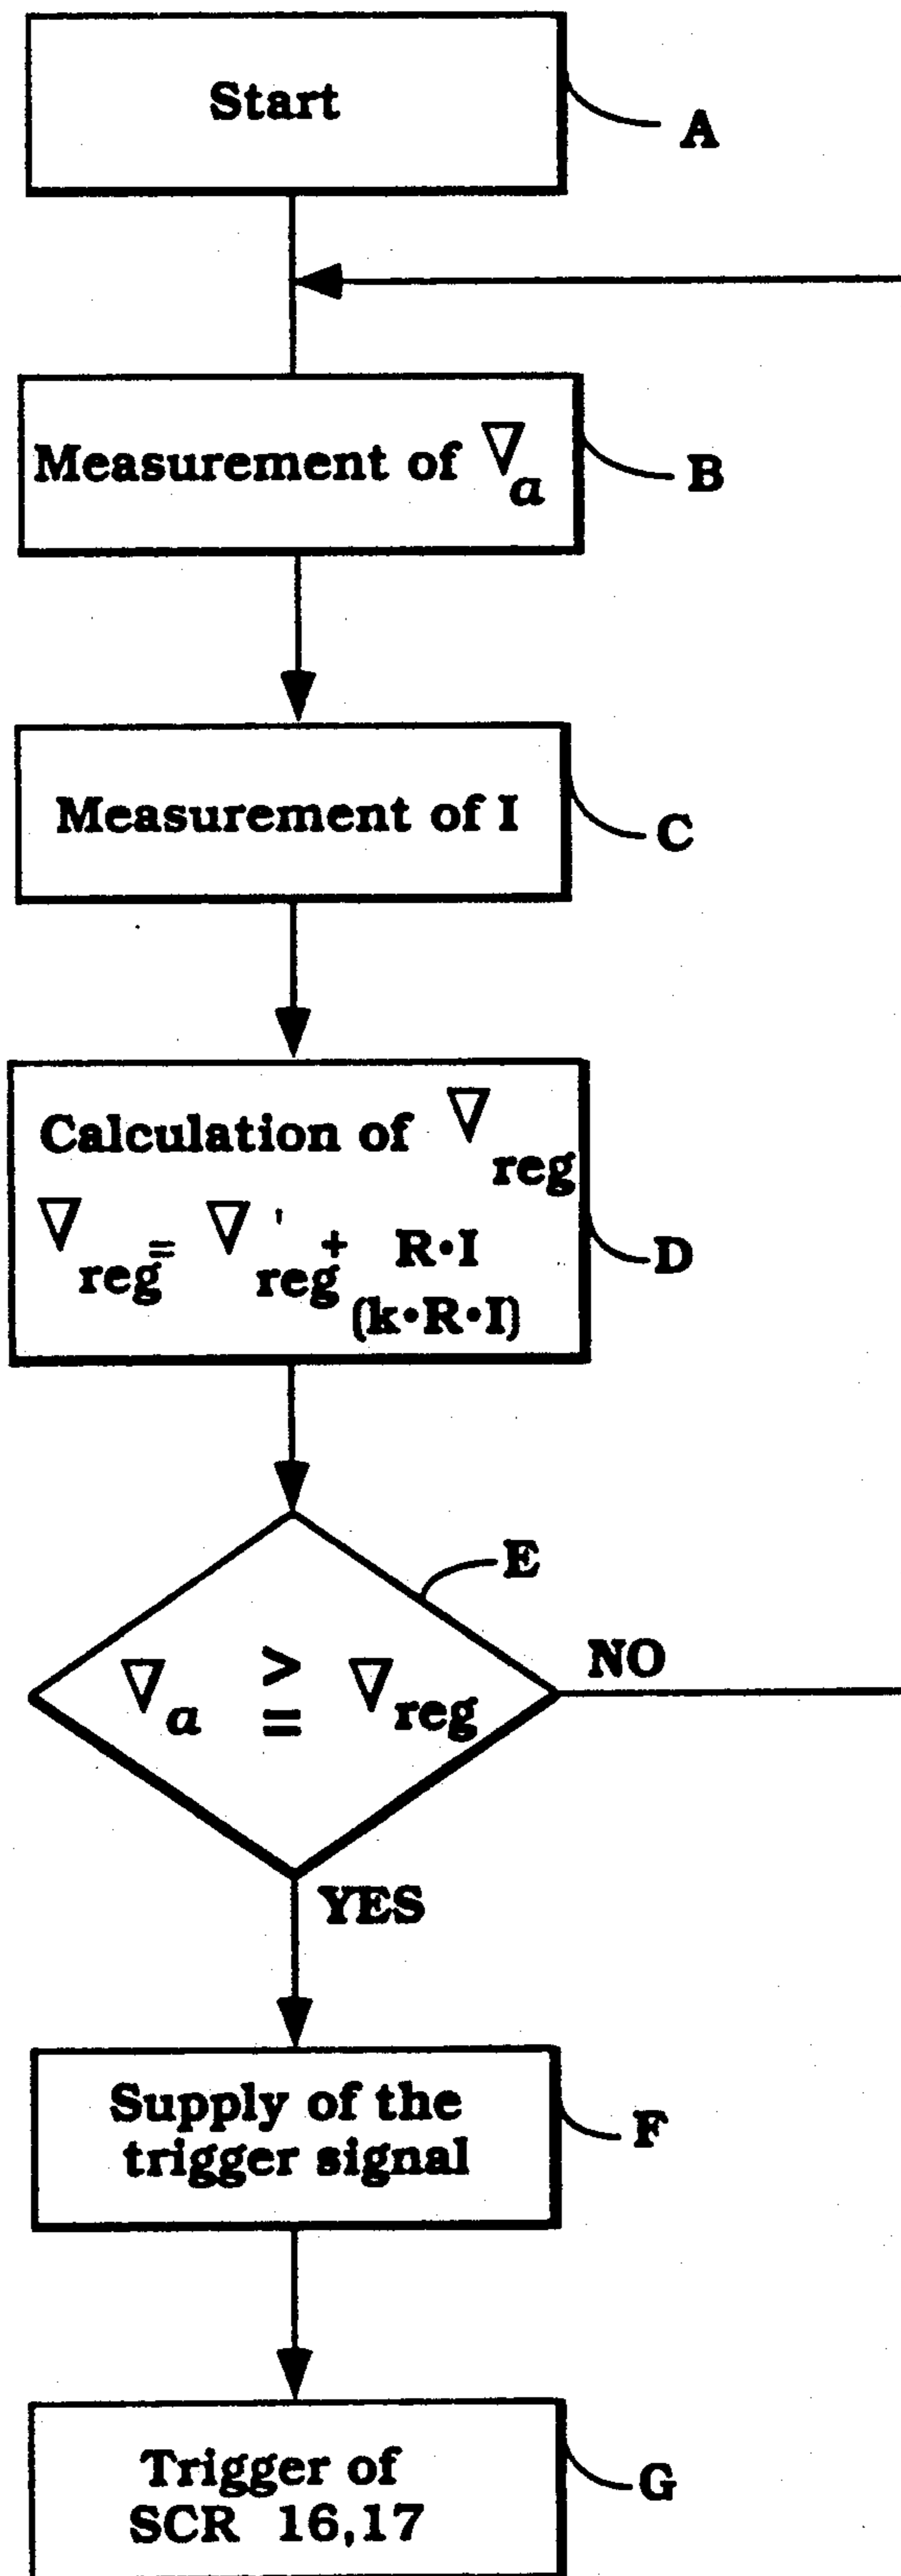 Start
A
Measurement of ∇a
B
Measurement of I
C
Calculation of ∇reg
∇reg = ∇'reg + R·I
(k·R·I)
D
E
∇a ≧ ∇reg
NO
YES
Supply of the
trigger signal
F
Trigger of
SCR 16,17
G